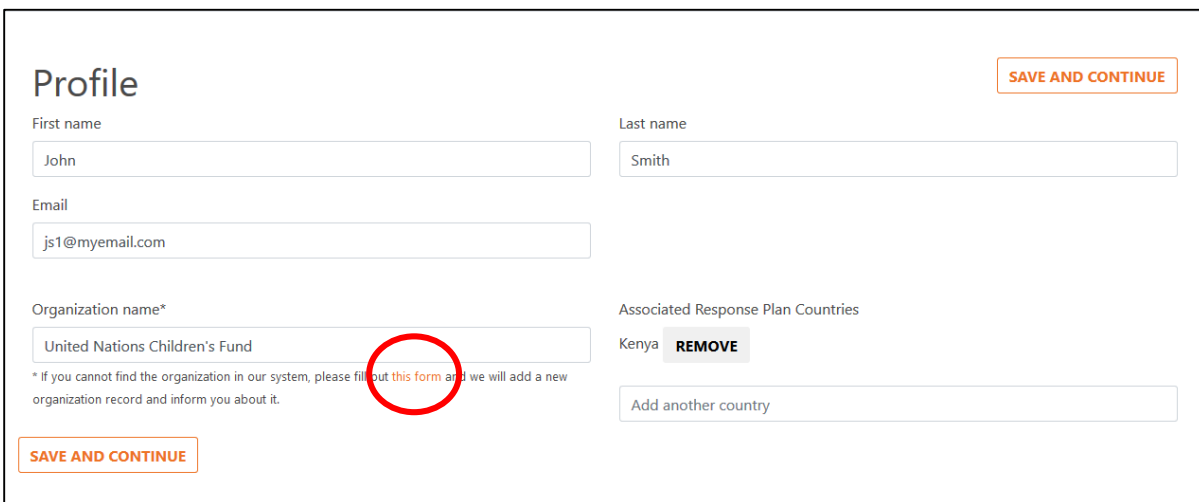 Profile
SAVE AND CONTINUE
First name
Last name
John
Smith
Email
js1@myemail.com
Organization name*
Associated Response Plan Countries
United Nations Children's Fund
Kenya REMOVE
* If you cannot find the organization in our system, please fill out this form and we will add a new
organization record and inform you about it.
Add another country
SAVE AND CONTINUE